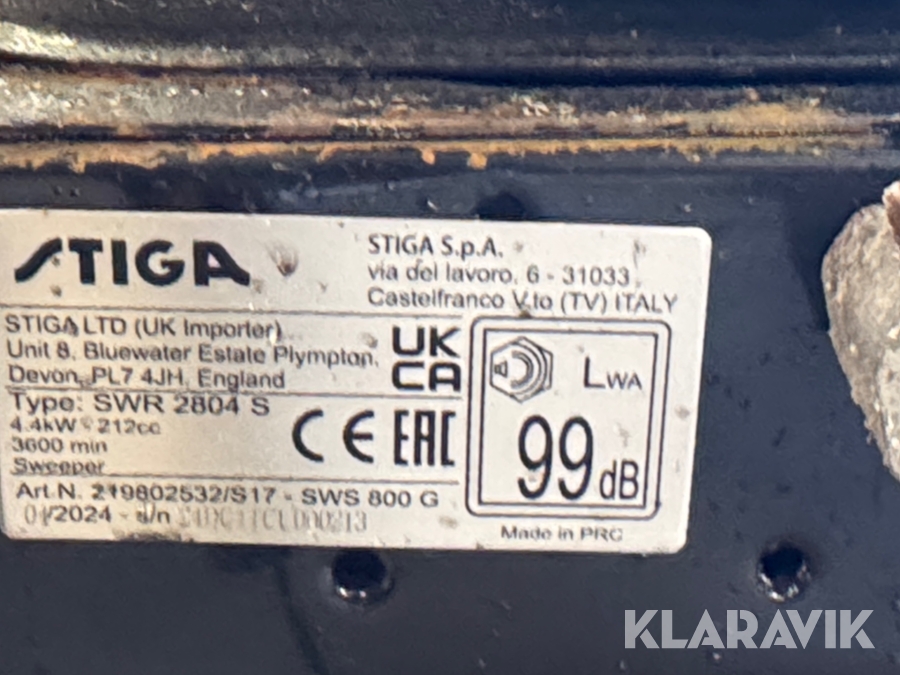 STIGA
STIGA S.p.A.
via del lavoro, 6 - 31033
Castelfranco V.to (TV) ITALY
STIGA LTD (UK Importer)
Unit 8, Bluewater Estate Plympton,
Devon, PL7 4JH, England
UK
CA
Type: SWR 2804 S
4.4kW - 212cc
3600 min
Sweeper
CE EAC
LWA
99 dB
Art.N. 219802532/S17 - SWS 800 G
/2024 - s/n
Made in PRC
KLARAVIK